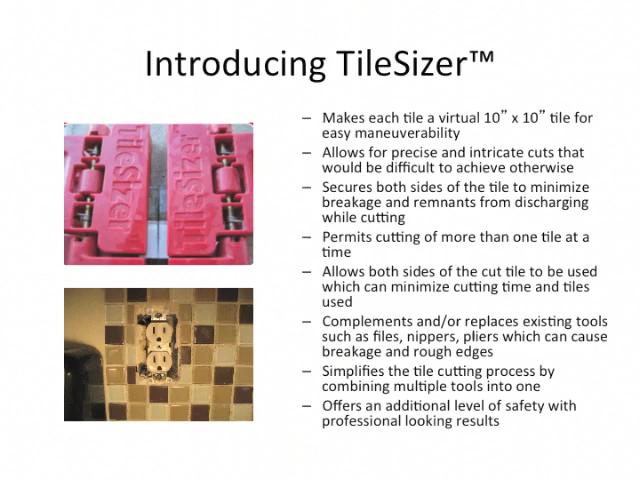 Introducing TileSizer™
TileSizer
TileSizer
– Makes each tile a virtual 10” x 10” tile for
easy maneuverability
– Allows for precise and intricate cuts that
would be difficult to achieve otherwise
– Secures both sides of the tile to minimize
breakage and remnants from discharging
while cutting
– Permits cutting of more than one tile at a
time
– Allows both sides of the cut tile to be used
which can minimize cutting time and tiles
used
– Complements and/or replaces existing tools
such as files, nippers, pliers which can cause
breakage and rough edges
– Simplifies the tile cutting process by
combining multiple tools into one
– Offers an additional level of safety with
professional looking results